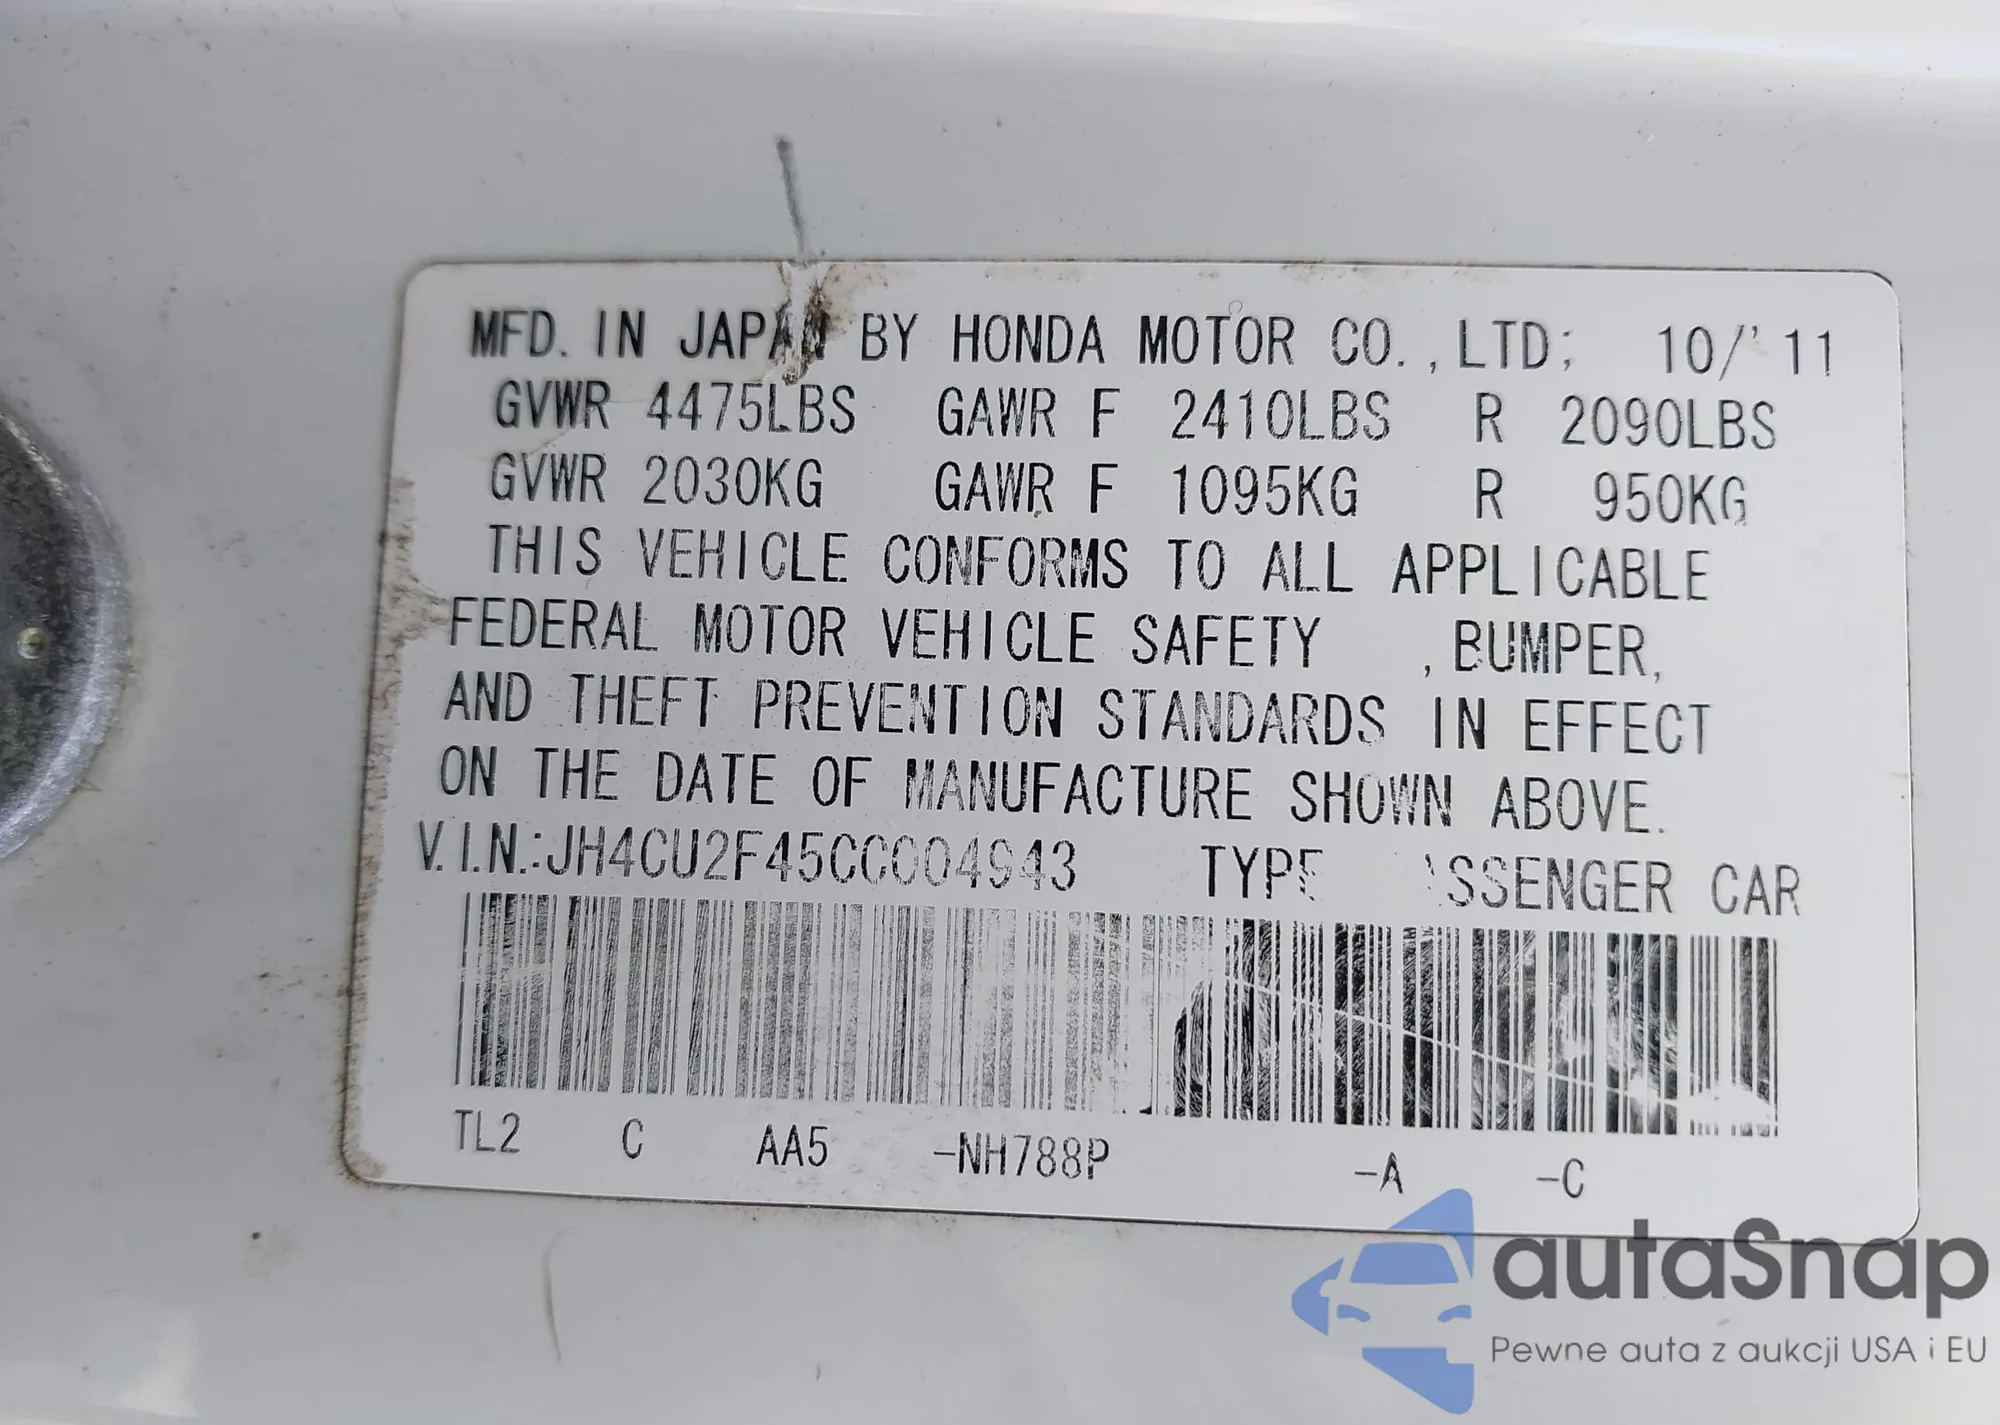 MFD. IN JAPAN BY HONDA MOTOR CO.,LTD; 10/'11
GVWR 4475LBS GAWR F 2410LBS R 2090LBS
GVWR 2030KG GAWR F 1095KG R 950KG
THIS VEHICLE CONFORMS TO ALL APPLICABLE
FEDERAL MOTOR VEHICLE SAFETY ,BUMPER,
AND THEFT PREVENTION STANDARDS IN EFFECT
ON THE DATE OF MANUFACTURE SHOWN ABOVE.
V.I.N.:JH4CU2F45CC004943 TYPE PASSENGER CAR
TL2 C AA5 -NH788P -A -C
autaSnap
Pewne auta z aukcji USA i EU